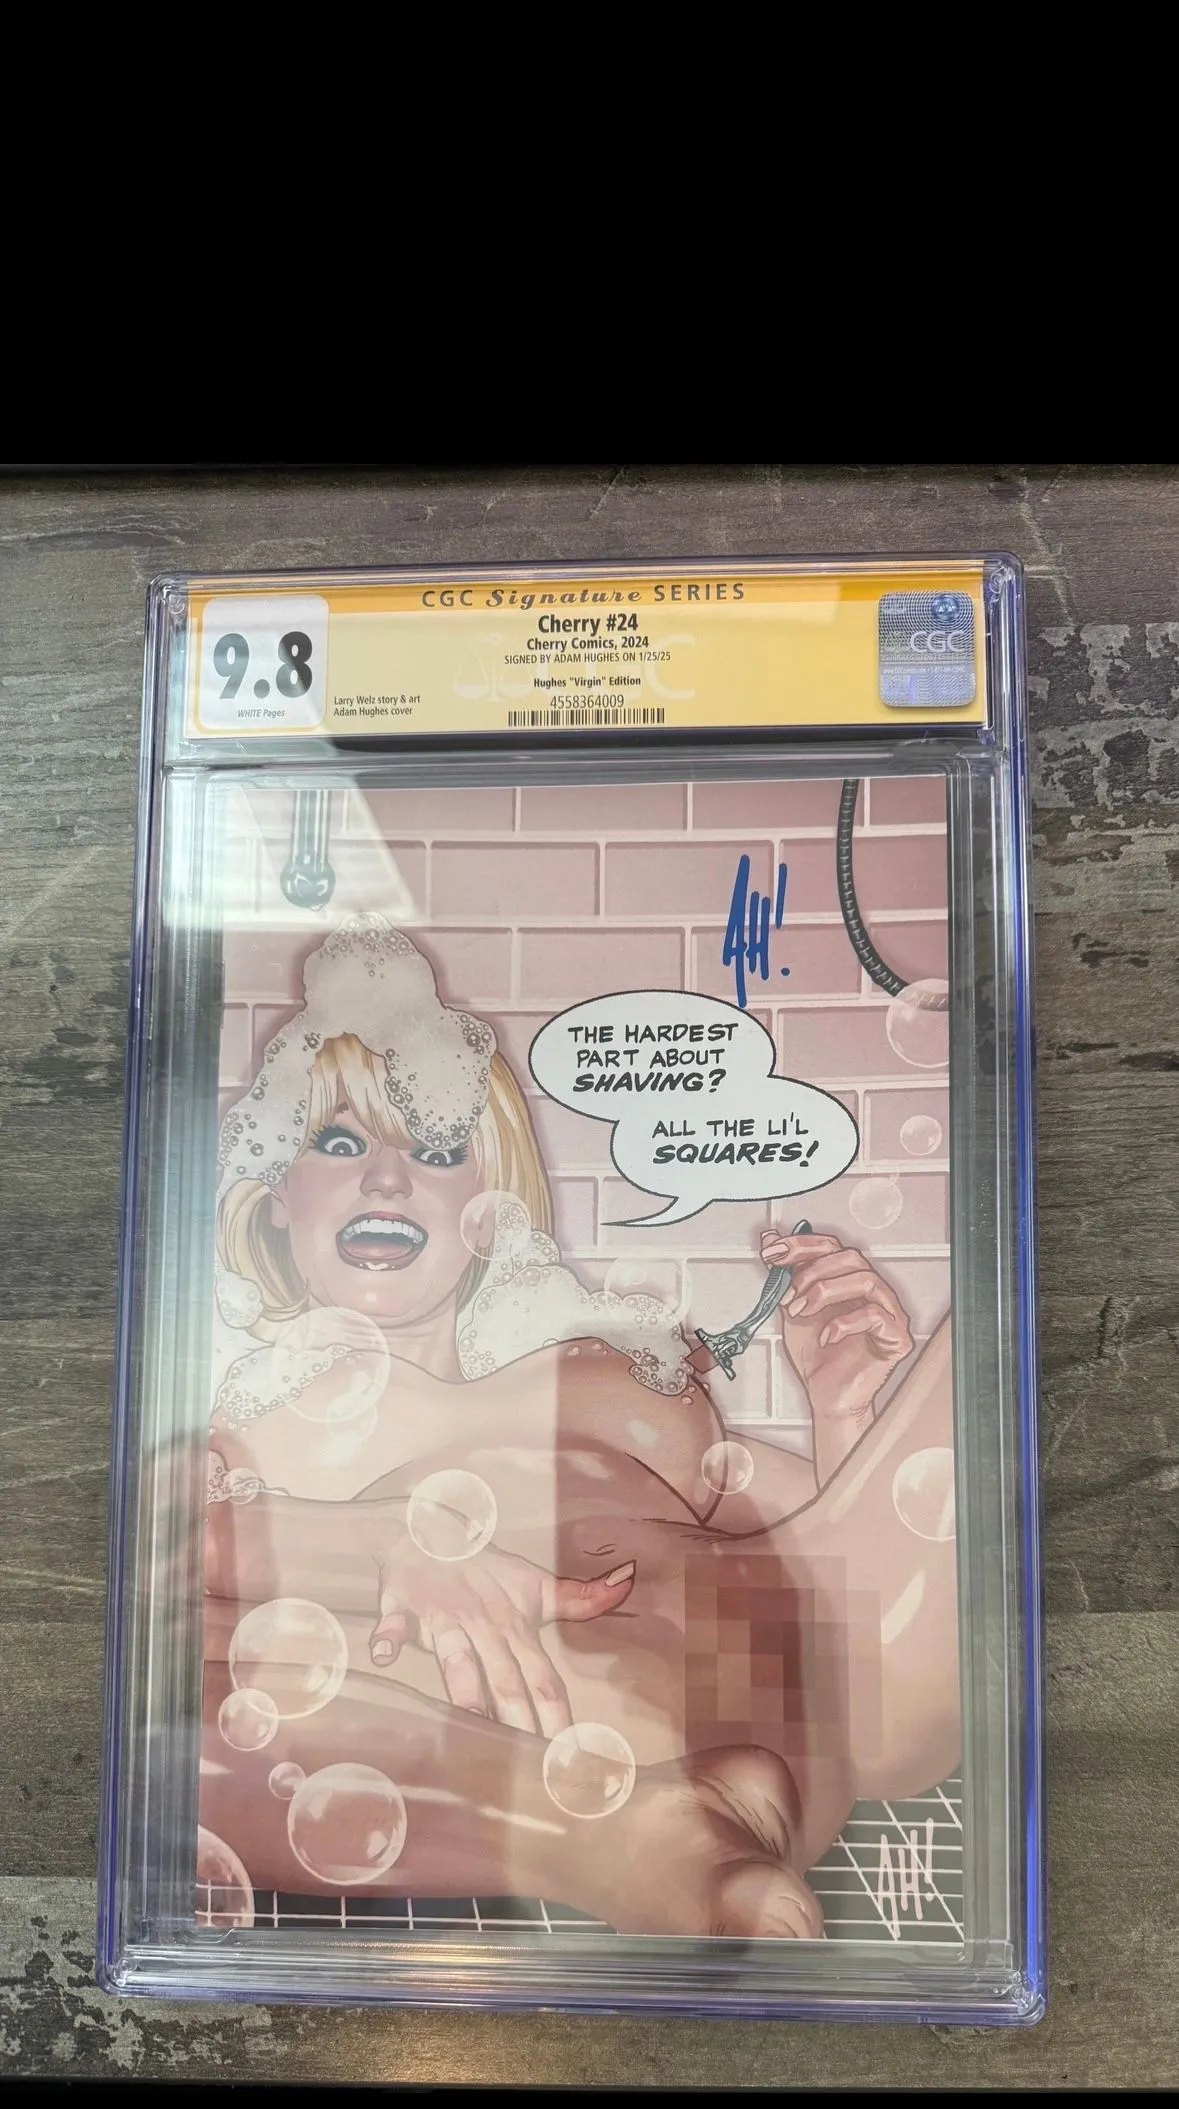 CGC Signature SERIES
9.8
WHITE Pages
Cherry #24
Cherry Comics, 2024
SIGNED BY ADAM HUGHES ON 1/25/25
Hughes "Virgin" Edition
4558364009
Larry Welz story & art
Adam Hughes cover
CGC
AH!
THE HARDEST
PART ABOUT
SHAVING?
ALL THE LI'L
SQUARES!
AH!